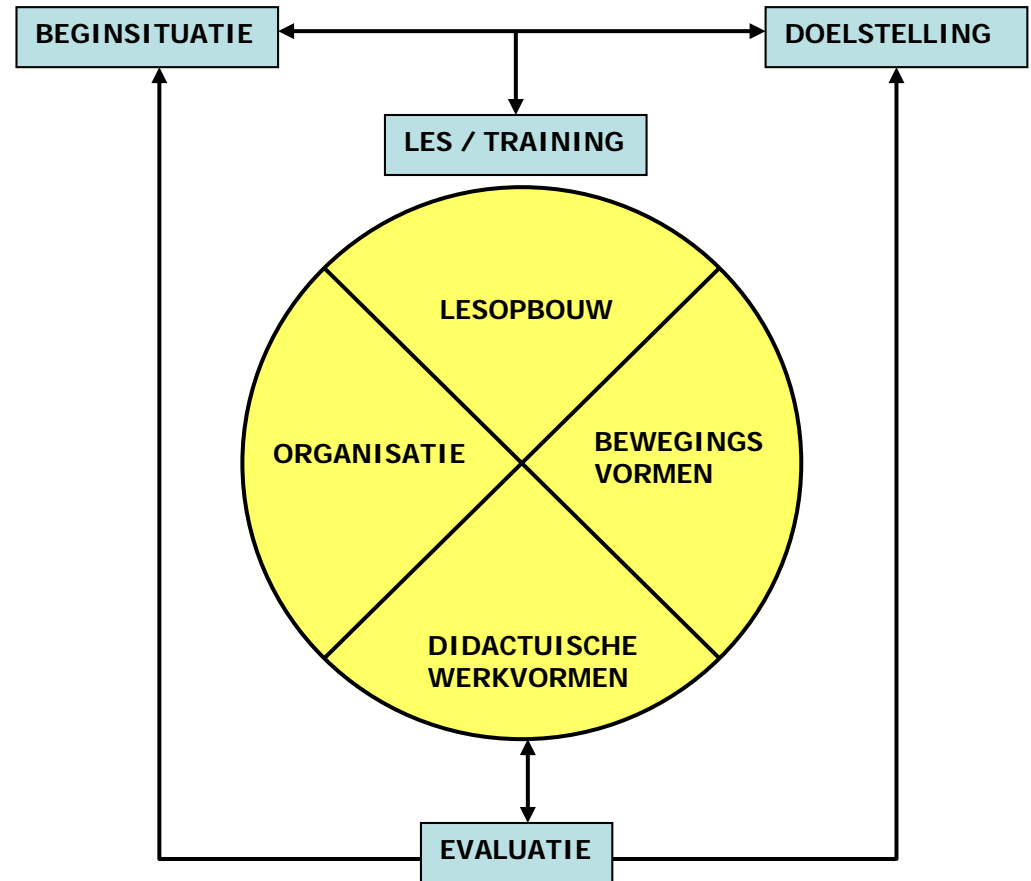 BEGINSITUATIE
DOELSTELLING
LES / TRAINING
LESOPBOUW
ORGANISATIE
BEWEGINGS
VORMEN
DIDACTUISCHE
WERKVORMEN
EVALUATIE